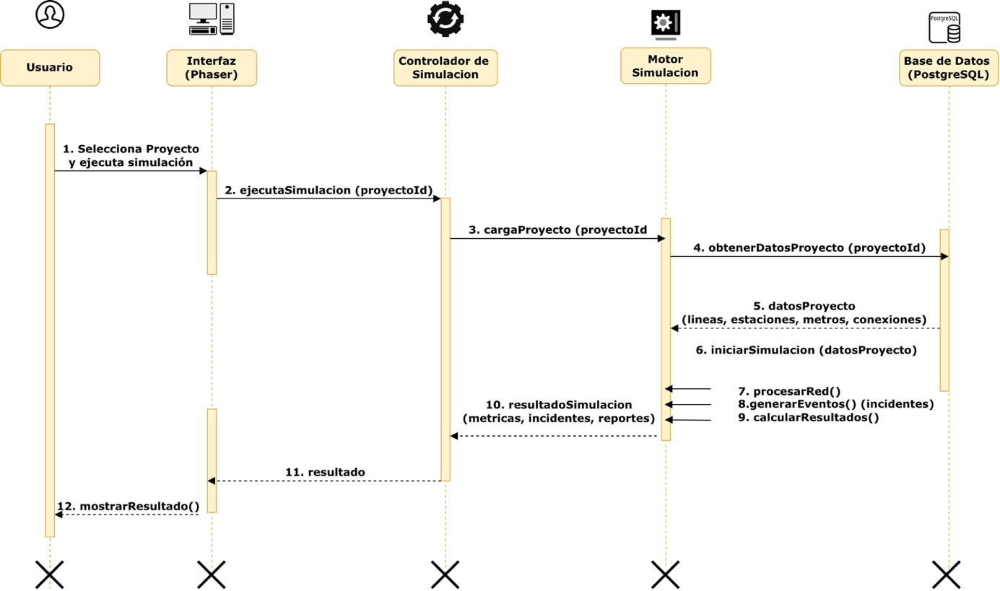 PostgreSQL
Usuario
Interfaz
(Phaser)
Controlador de
Simulacion
Motor
Simulacion
Base de Datos
(PostgreSQL)
1. Selecciona Proyecto
y ejecuta simulación
2. ejecutaSimulacion (proyectoId)
3. cargaProyecto (proyectoId
4. obtenerDatosProyecto (proyectoId)
5. datosProyecto
(lineas, estaciones, metros, conexiones)
6. iniciarSimulacion (datosProyecto)
7. procesarRed()
8.generarEventos() (incidentes)
9. calcularResultados()
10. resultadoSimulacion
(metricas, incidentes, reportes)
11. resultado
12. mostrarResultado()